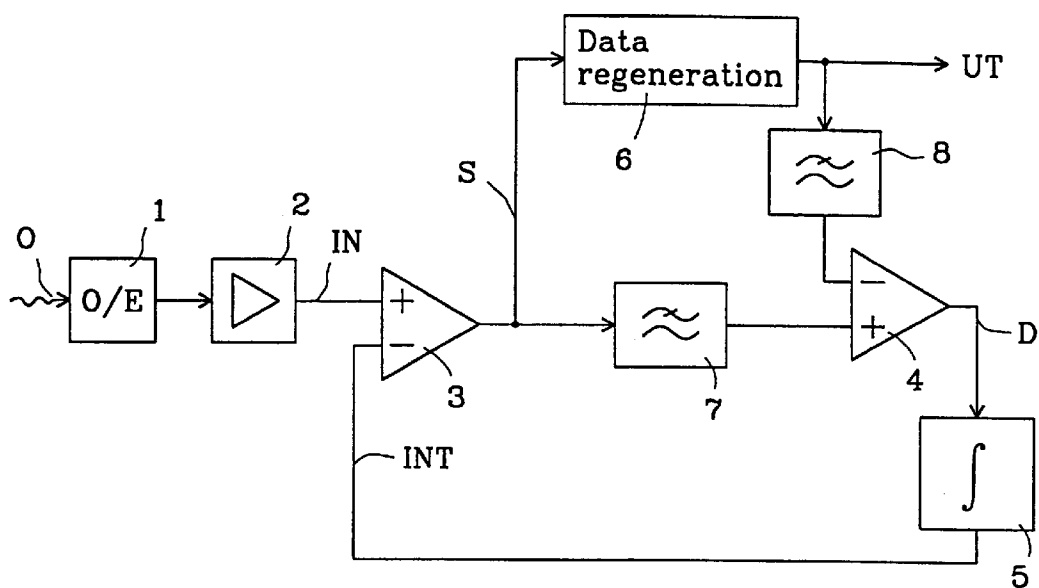 Data
regeneration
UT
6
8
S
1
2
O
IN
O/E
+
−
3
7
−
+
4
D
INT
∫
5